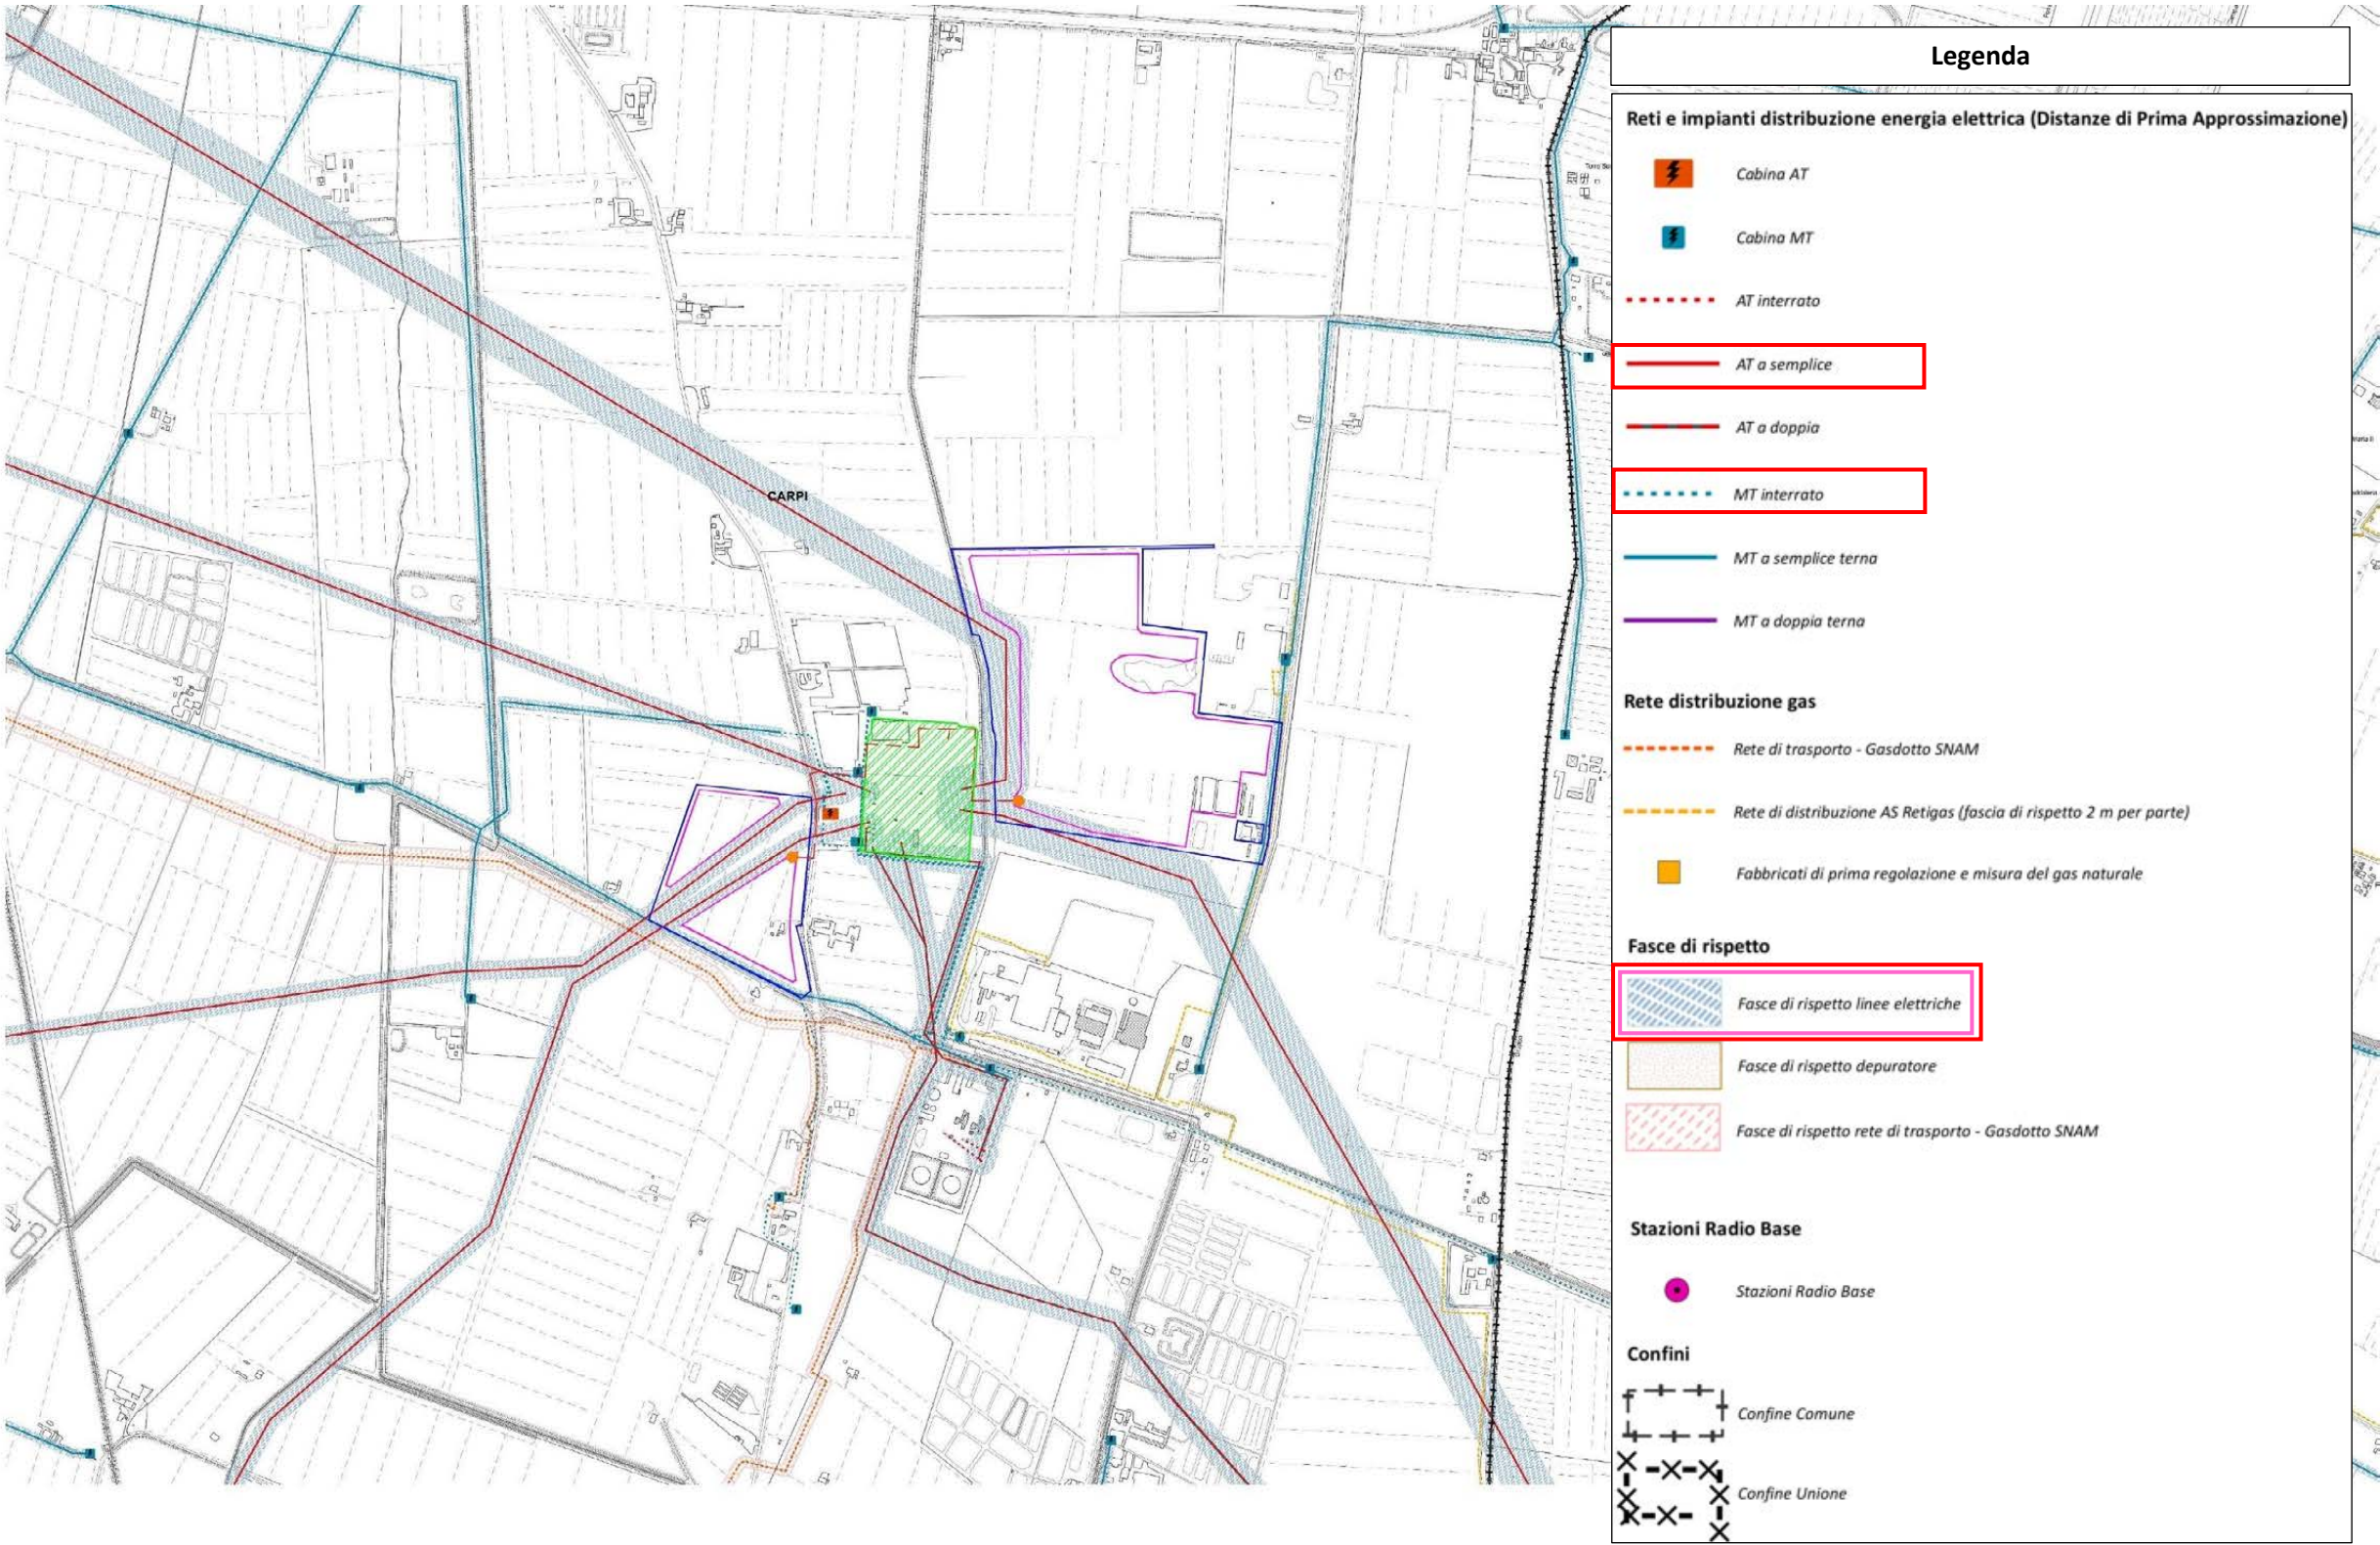 Legenda
Reti e impianti distribuzione energia elettrica (Distanze di Prima Approssimazione)
Cabina AT
Cabina MT
AT interrato
AT a semplice
AT a doppia
MT interrato
MT a semplice terna
MT a doppia terna
Rete distribuzione gas
Rete di trasporto - Gasdotto SNAM
Rete di distribuzione AS Retigas (fascia di rispetto 2 m per parte)
Fabbricati di prima regolazione e misura del gas naturale
Fasce di rispetto
Fasce di rispetto linee elettriche
Fasce di rispetto depuratore
Fasce di rispetto rete di trasporto - Gasdotto SNAM
Stazioni Radio Base
Stazioni Radio Base
Confini
Confine Comune
Confine Unione
CARPI